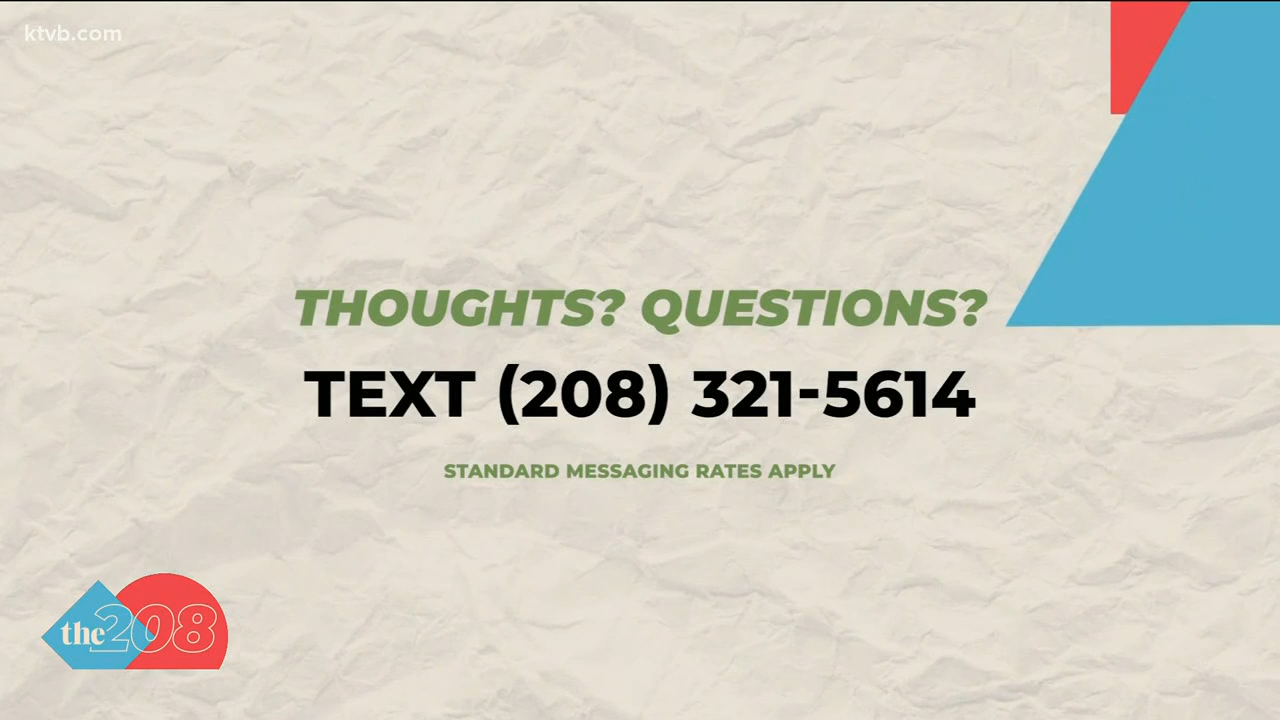 ktvb.com
THOUGHTS? QUESTIONS?
TEXT (208) 321-5614
STANDARD MESSAGING RATES APPLY
the208